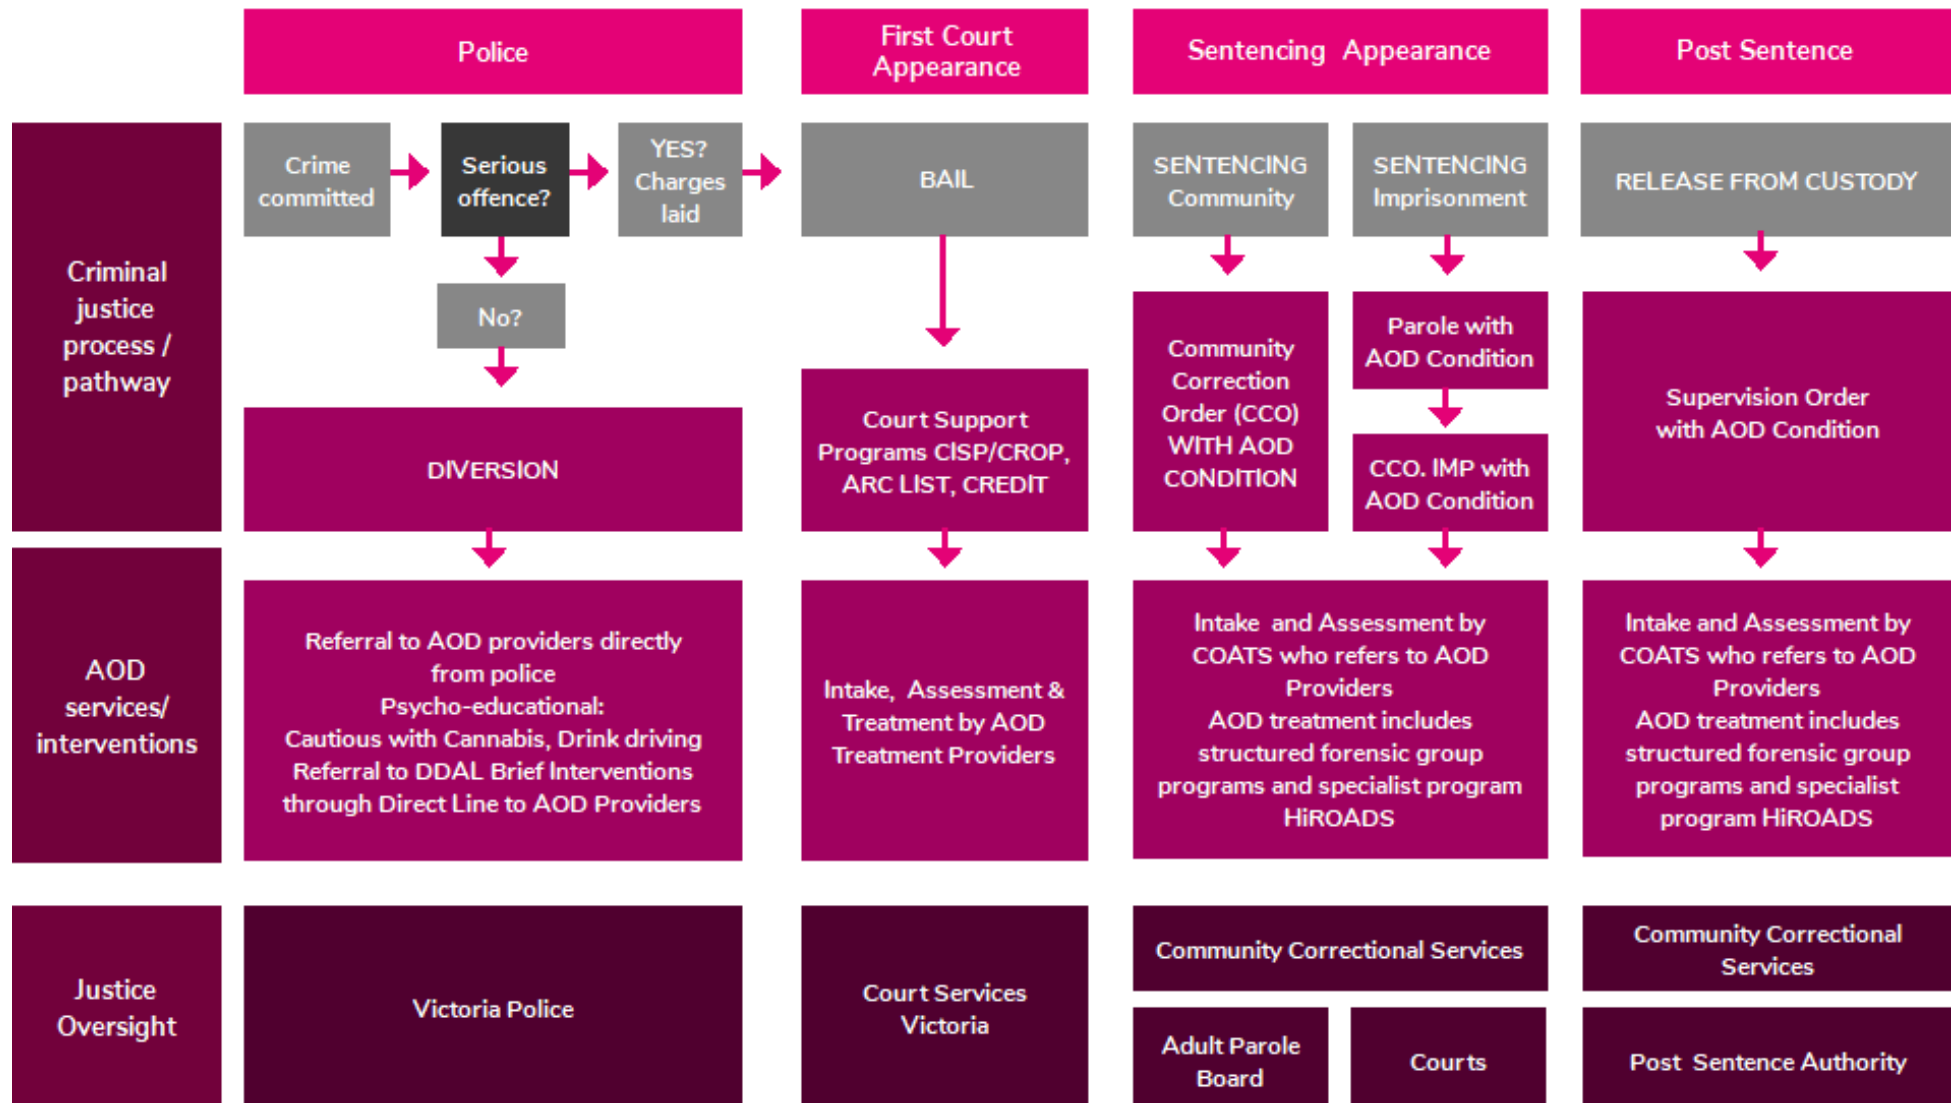 Police
First Court
Appearance
Sentencing Appearance
Post Sentence
Criminal
justice
process /
pathway
Crime
committed
Serious
offence?
YES?
Charges
laid
No?
DIVERSION
BAIL
Court Support
Programs CISP/CROP,
ARC LIST, CREDIT
SENTENCING
Community
Community
Correction
Order (CCO)
WITH AOD
CONDITION
SENTENCING
Imprisonment
Parole with
AOD Condition
CCO. IMP with
AOD Condition
RELEASE FROM CUSTODY
Supervision Order
with AOD Condition
AOD
services/
interventions
Referral to AOD providers directly
from police
Psycho-educational:
Cautious with Cannabis, Drink driving
Referral to DDAL Brief Interventions
through Direct Line to AOD Providers
Intake, Assessment &
Treatment by AOD
Treatment Providers
Intake and Assessment by
COATS who refers to AOD
Providers
AOD treatment includes
structured forensic group
programs and specialist program
HiROADS
Intake and Assessment by
COATS who refers to AOD
Providers
AOD treatment includes
structured forensic group
programs and specialist
program HiROADS
Justice
Oversight
Victoria Police
Court Services
Victoria
Community Correctional Services
Adult Parole
Board
Courts
Community Correctional
Services
Post Sentence Authority